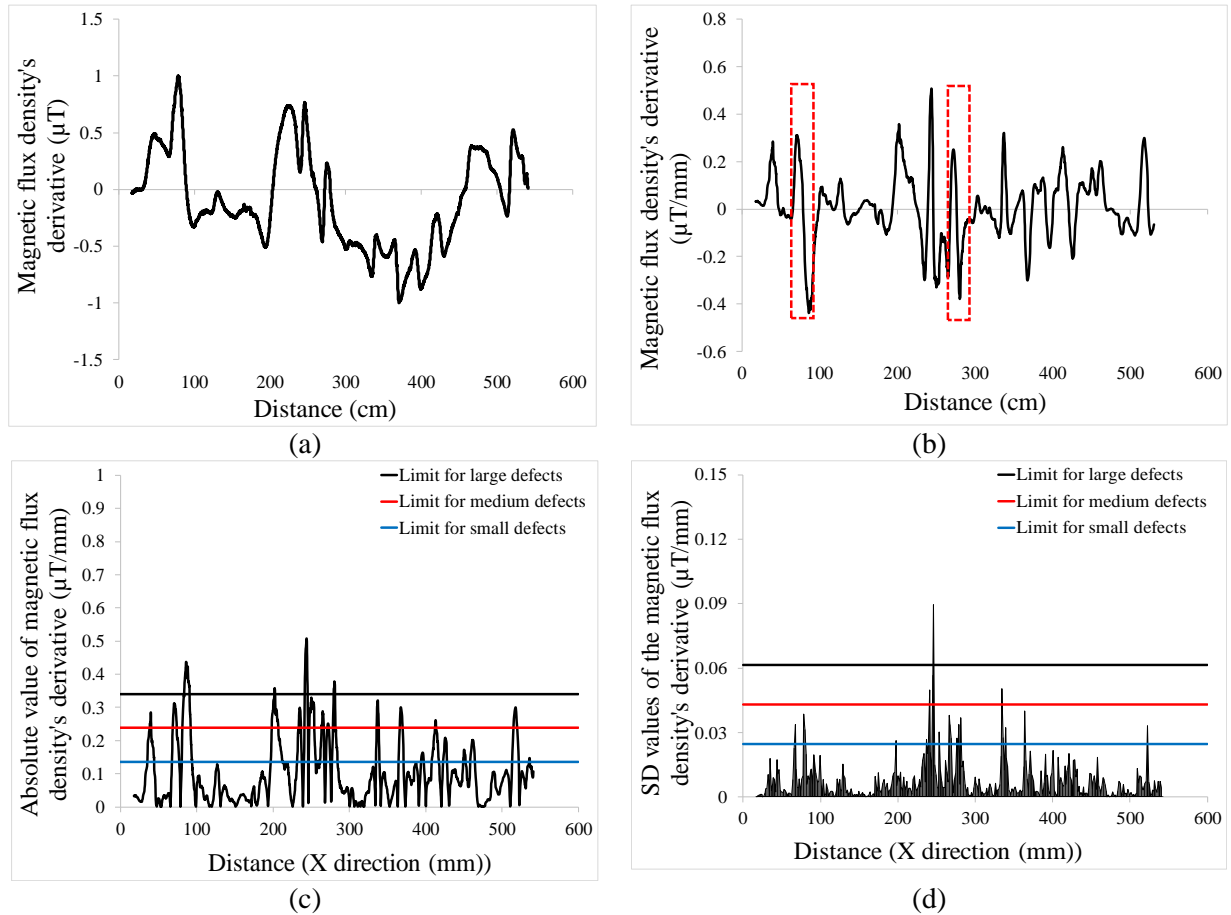 Magnetic flux density's
derivative (µT)
1.5
1
0.5
0
-0.5
-1
-1.5
0 100 200 300 400 500 600
Distance (cm)
(a)
Magnetic flux density's derivative
(µT/mm)
0.8
0.6
0.4
0.2
0
-0.2
-0.4
-0.6
0 100 200 300 400 500 600
Distance (cm)
(b)
Absolute value of magnetic flux
density's derivative (µT/mm)
1
0.9
0.8
0.7
0.6
0.5
0.4
0.3
0.2
0.1
0
Limit for large defects
Limit for medium defects
Limit for small defects
0 100 200 300 400 500 600
Distance (X direction (mm))
(c)
SD values of the magnetic flux
density's derivative (µT/mm)
0.15
0.12
0.09
0.06
0.03
0
Limit for large defects
Limit for medium defects
Limit for small defects
0 100 200 300 400 500 600
Distance (X direction (mm))
(d)